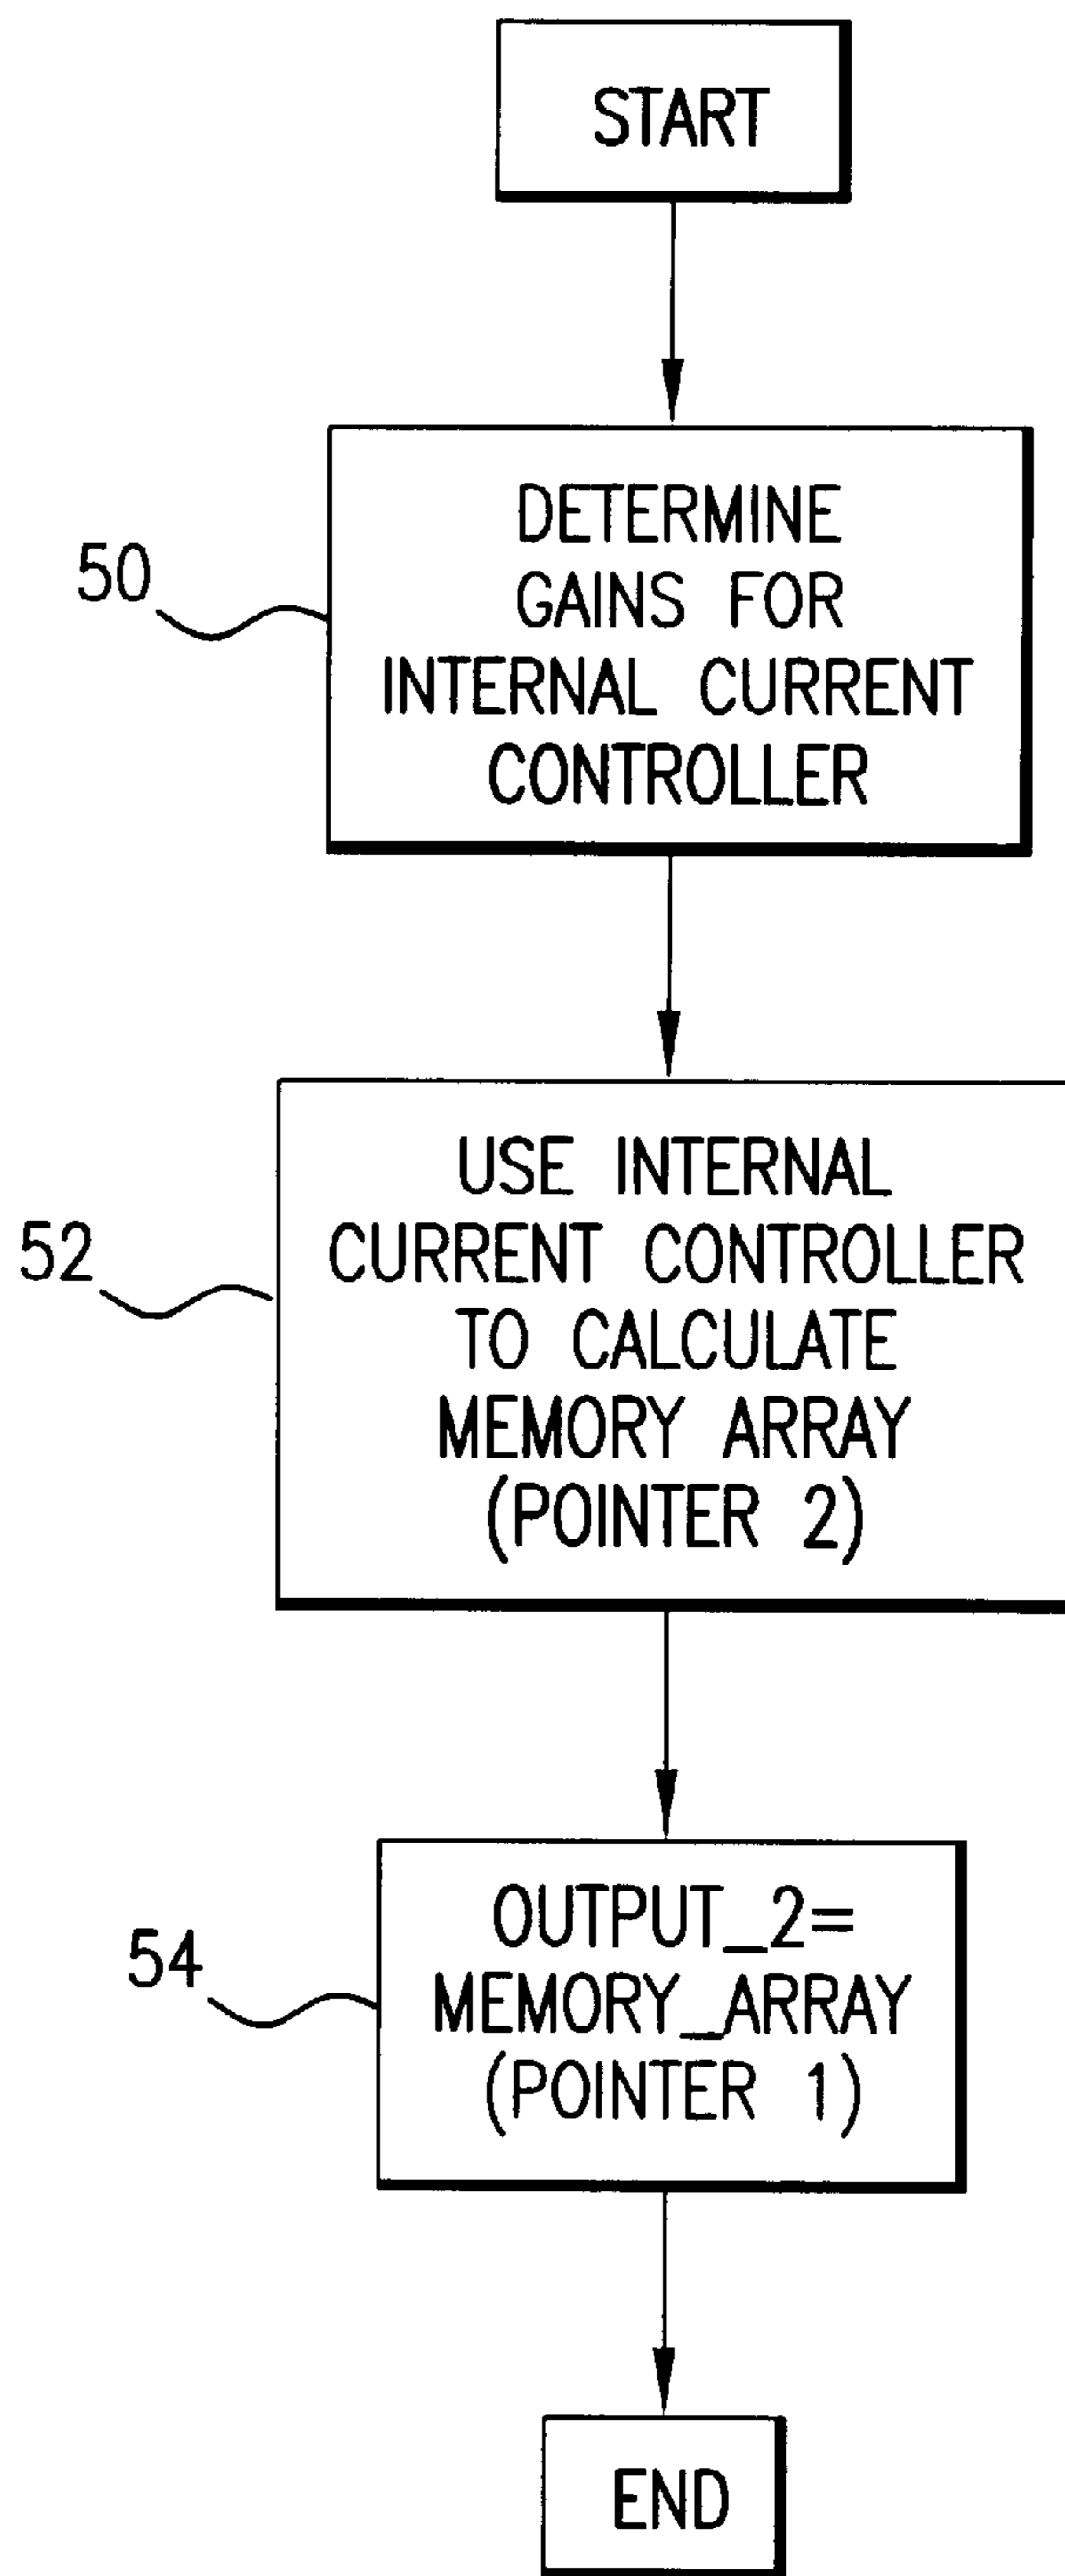 START
DETERMINE
GAINS FOR
INTERNAL CURRENT
CONTROLLER
50
USE INTERNAL
CURRENT CONTROLLER
TO CALCULATE
MEMORY ARRAY
(POINTER 2)
52
OUTPUT_2=
MEMORY_ARRAY
(POINTER 1)
54
END